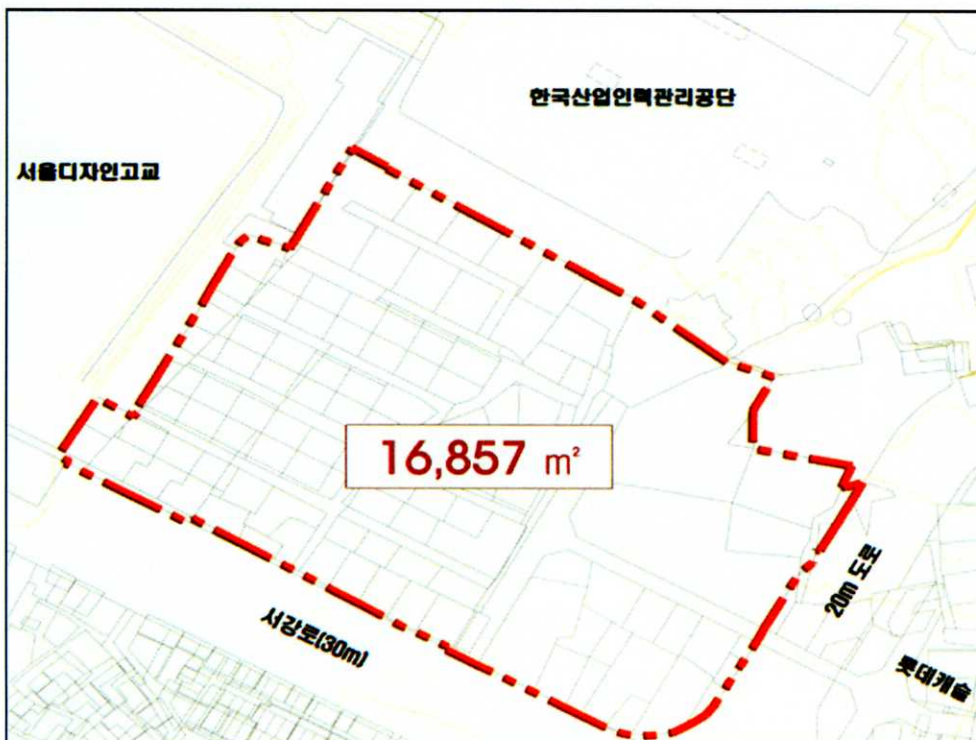 한국산업인력관리공단
서울디자인고교
16,857 m²
20m 도로
서강로(30m)
롯데캐슬